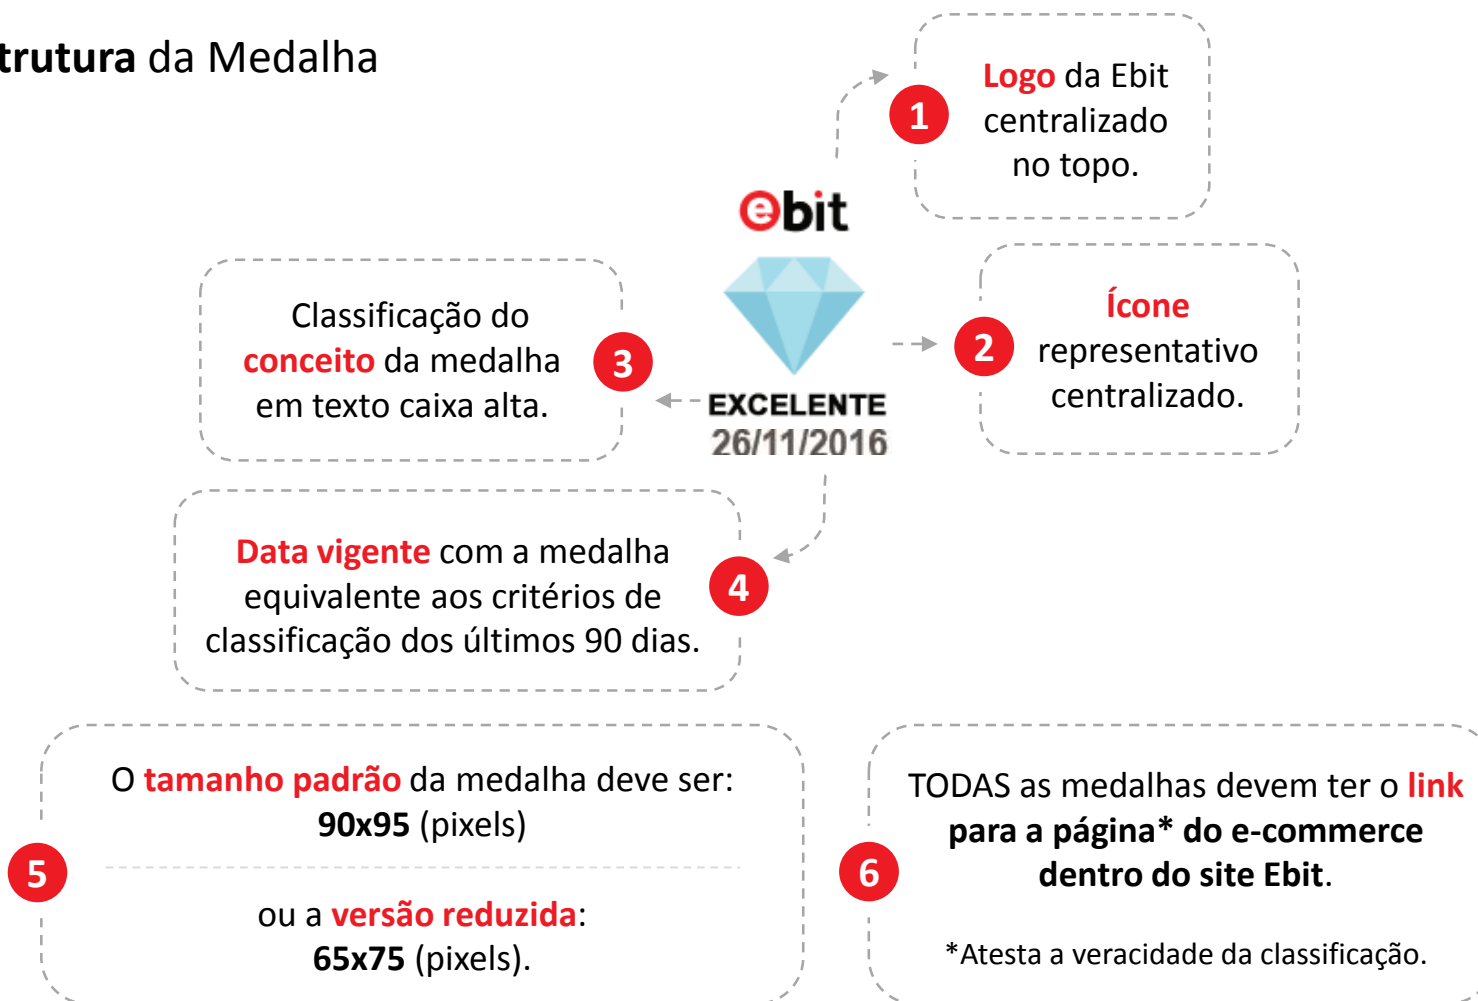 trutura da Medalha
1
Logo da Ebit
centralizado
no topo.
ebit
EXCELENTE
26/11/2016
2
Ícone
representativo
centralizado.
3
Classificação do
conceito da medalha
em texto caixa alta.
4
Data vigente com a medalha
equivalente aos critérios de
classificação dos últimos 90 dias.
5
O tamanho padrão da medalha deve ser:
90x95 (pixels)
ou a versão reduzida:
65x75 (pixels).
6
TODAS as medalhas devem ter o link
para a página* do e-commerce
dentro do site Ebit.
*Atesta a veracidade da classificação.